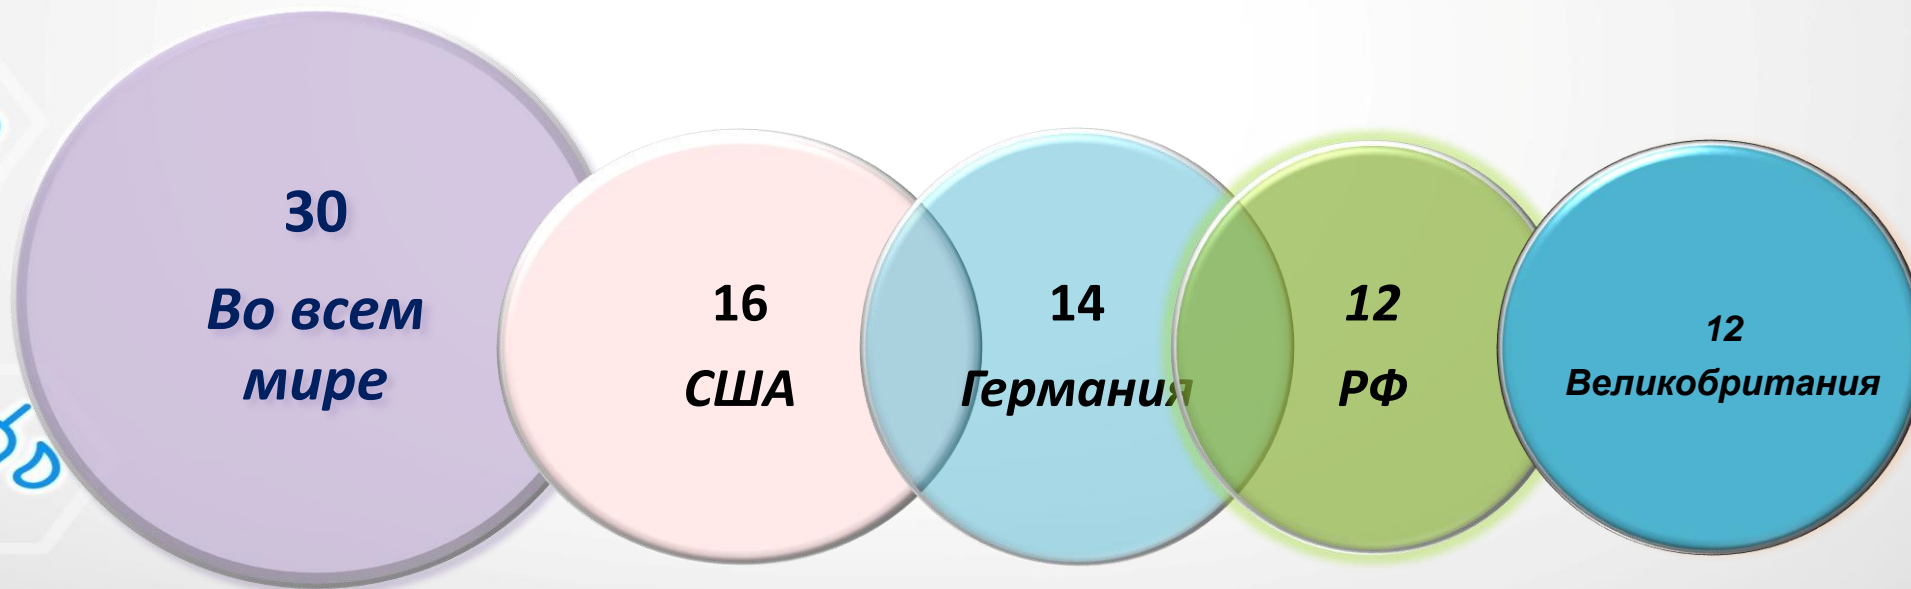 30
Во всем
мире
16
США
14
Германия
12
РФ
12
Великобритания